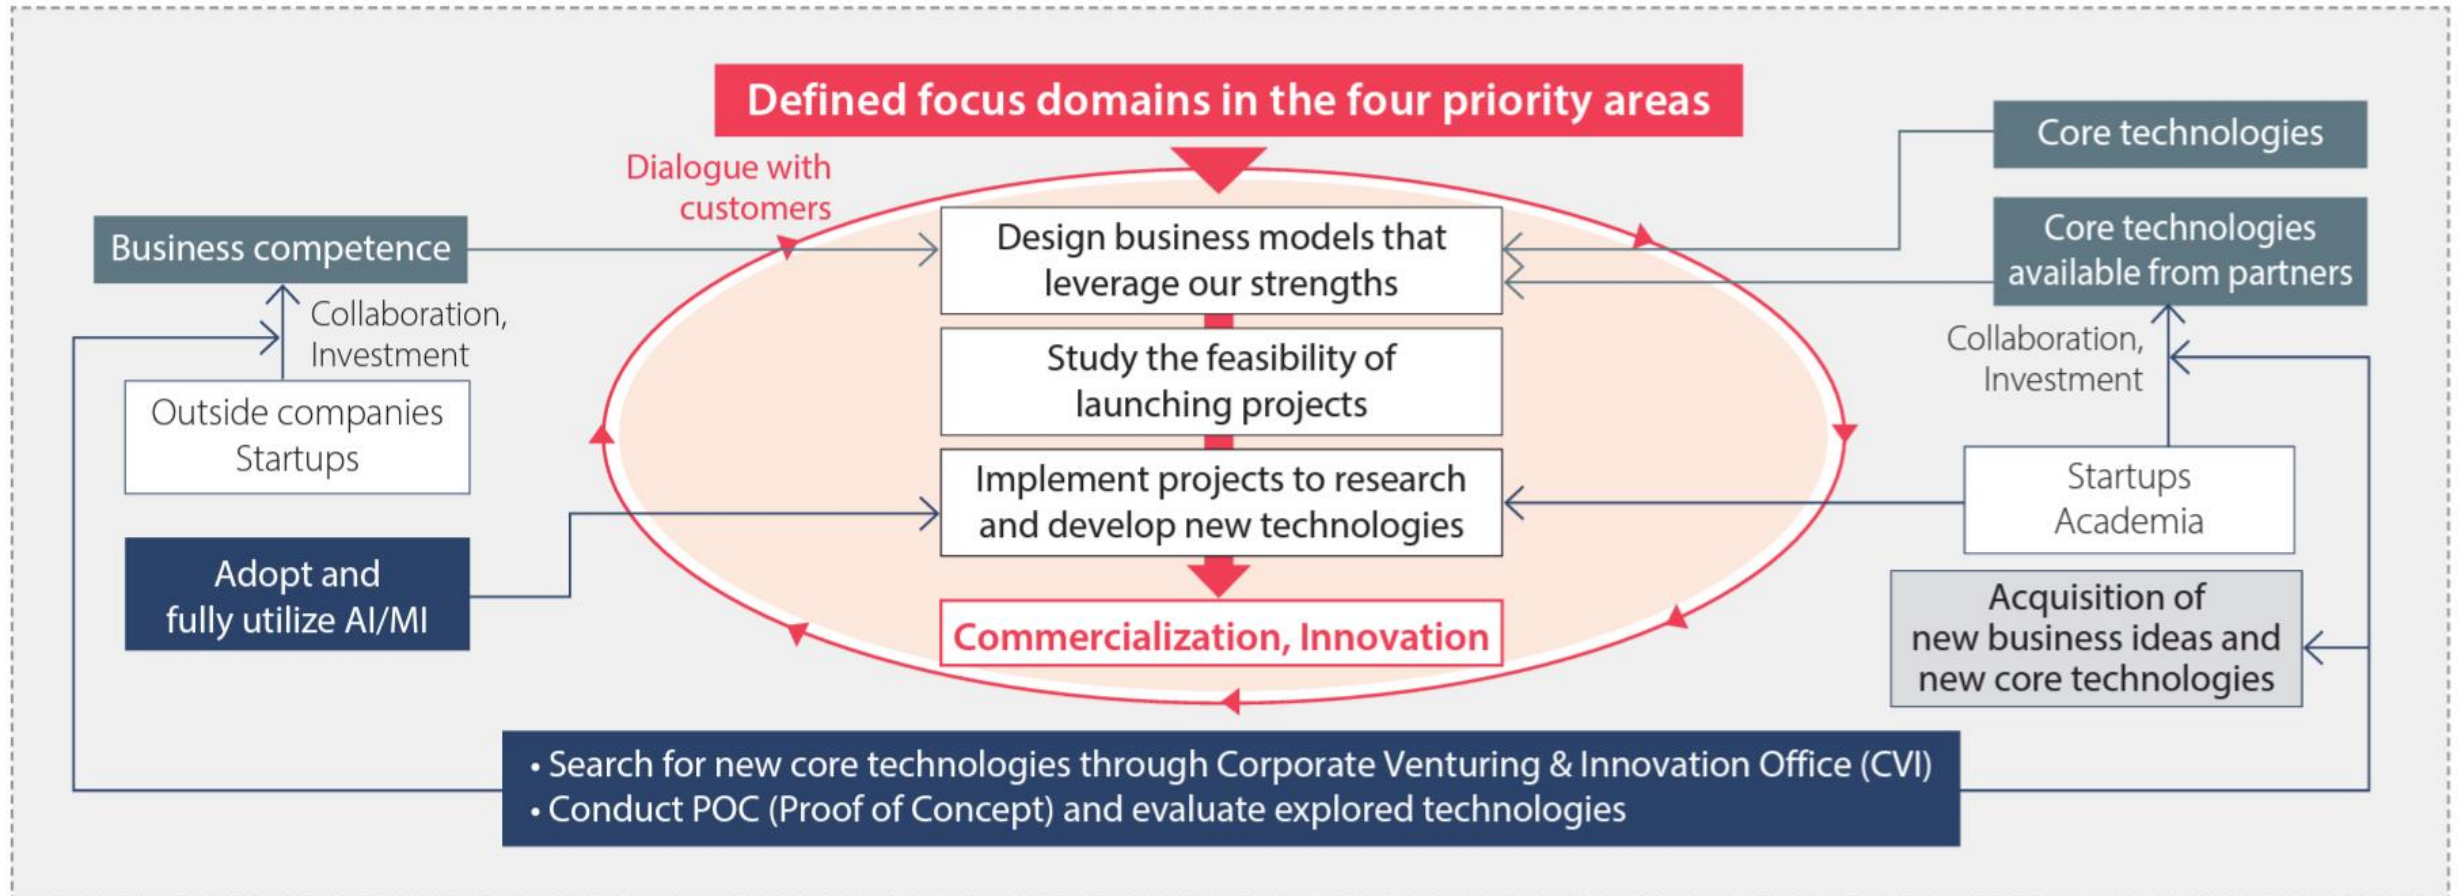 Defined focus domains in the four priority areas
Dialogue with
customers
Business competence
Collaboration,
Investment
Outside companies
Startups
Adopt and
fully utilize AI/MI
Design business models that
leverage our strengths
Study the feasibility of
launching projects
Implement projects to research
and develop new technologies
Commercialization, Innovation
Core technologies
Core technologies
available from partners
Collaboration,
Investment
Startups
Academia
Acquisition of
new business ideas and
new core technologies
• Search for new core technologies through Corporate Venturing & Innovation Office (CVI)
• Conduct POC (Proof of Concept) and evaluate explored technologies